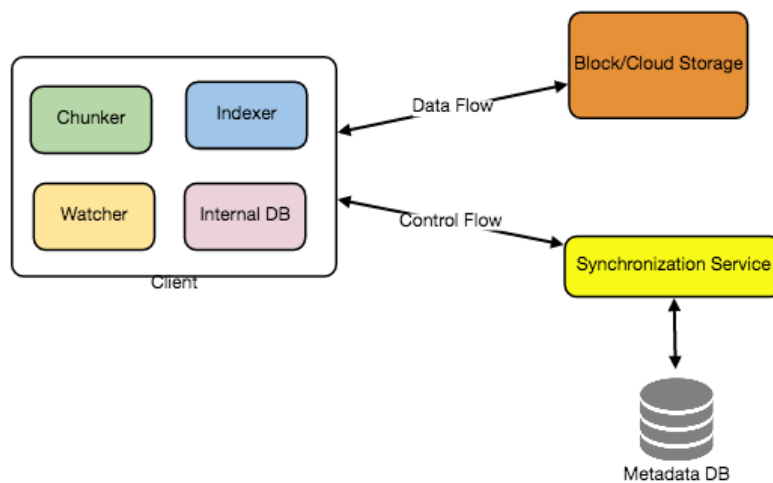 Block/Cloud Storage
Chunker
Indexer
Data Flow
Watcher
Internal DB
Control Flow
Synchronization Service
Client
Metadata DB